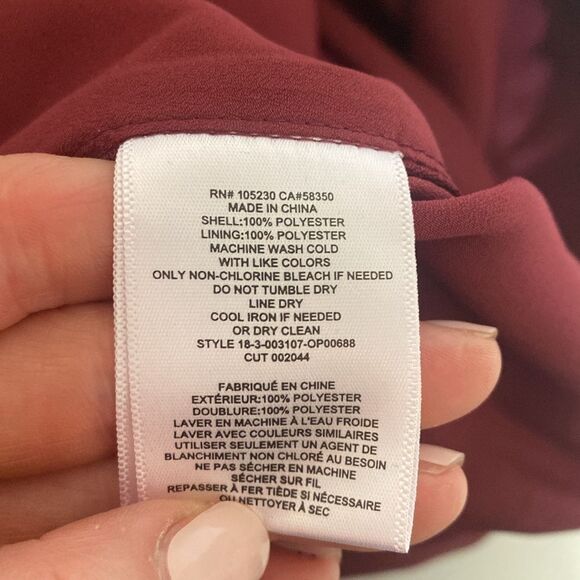 RN# 105230 CA#58350
MADE IN CHINA
SHELL:100% POLYESTER
LINING:100% POLYESTER
MACHINE WASH COLD
WITH LIKE COLORS
ONLY NON-CHLORINE BLEACH IF NEEDED
DO NOT TUMBLE DRY
LINE DRY
COOL IRON IF NEEDED
OR DRY CLEAN
STYLE 18-3-003107-OP00688
CUT 002044
FABRIQUÉ EN CHINE
EXTÉRIEUR:100% POLYESTER
DOUBLURE:100% POLYESTER
LAVER EN MACHINE À L'EAU FROIDE
LAVER AVEC COULEURS SIMILAIRES
UTILISER SEULEMENT UN AGENT DE
BLANCHIMENT NON CHLORÉ AU BESOIN
NE PAS SÉCHER EN MACHINE
SÉCHER SUR FIL
REPASSER À FER TIÈDE SI NÉCESSAIRE
OU NETTOYER À SEC